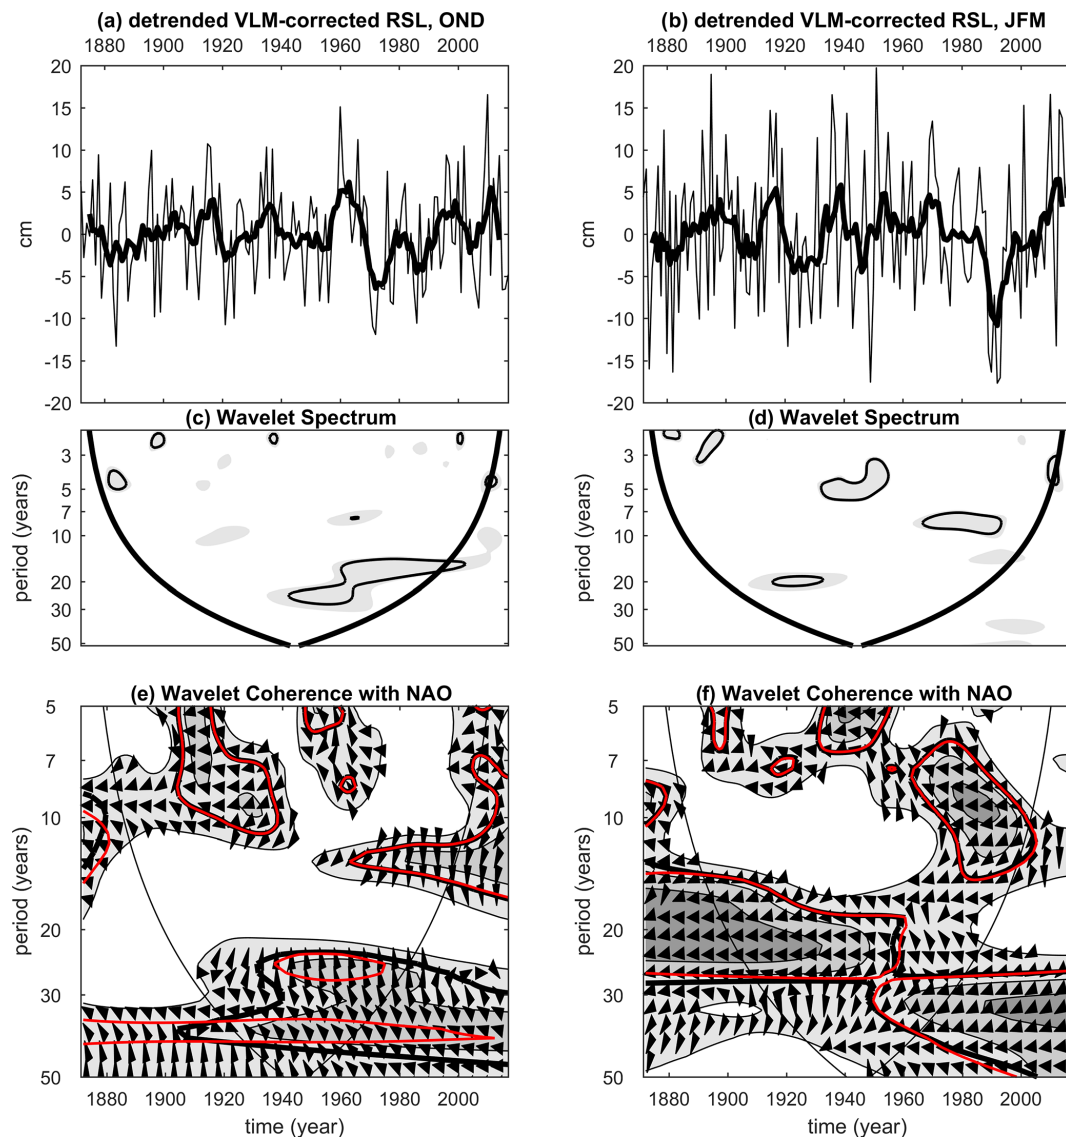 (a) detrended VLM-corrected RSL, OND
1880 1900 1920 1940 1960 1980 2000
20
15
10
5
0
-5
-10
-15
-20
cm
(b) detrended VLM-corrected RSL, JFM
1880 1900 1920 1940 1960 1980 2000
20
15
10
5
0
-5
-10
-15
-20
cm
(c) Wavelet Spectrum
3
5
7
10
20
30
50
period (years)
(d) Wavelet Spectrum
3
5
7
10
20
30
50
period (years)
(e) Wavelet Coherence with NAO
5
7
10
20
30
50
period (years)
1880 1900 1920 1940 1960 1980 2000
time (year)
(f) Wavelet Coherence with NAO
5
7
10
20
30
50
period (years)
1880 1900 1920 1940 1960 1980 2000
time (year)